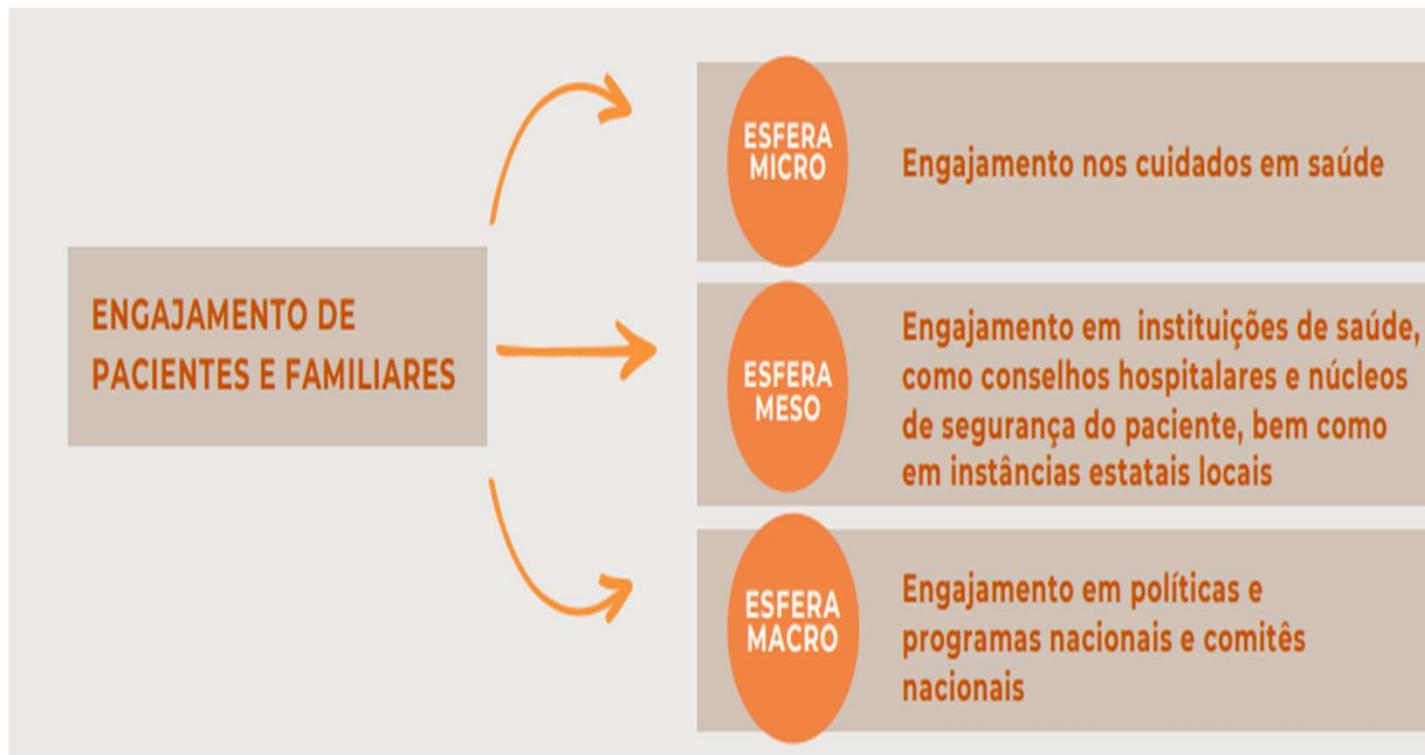 ENGAJAMENTO DE
PACIENTES E FAMILIARES
ESFERA
MICRO
Engajamento nos cuidados em saúde
ESFERA
MESO
Engajamento em instituições de saúde,
como conselhos hospitalares e núcleos
de segurança do paciente, bem como
em instâncias estatais locais
ESFERA
MACRO
Engajamento em políticas e
programas nacionais e comitês
nacionais